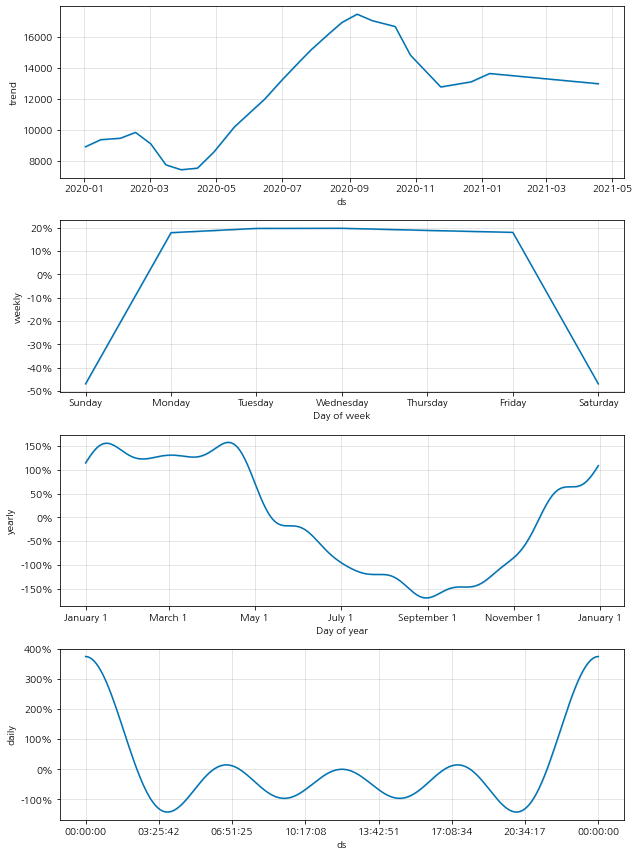 16000
14000
12000
10000
8000
trend
2020-01 2020-03 2020-05 2020-07 2020-09 2020-11 2021-01 2021-03 2021-05
ds
20%
10%
0%
-10%
-20%
-30%
-40%
-50%
weekly
Sunday Monday Tuesday Wednesday Thursday Friday Saturday
Day of week
150%
100%
50%
0%
-50%
-100%
-150%
yearly
January 1 March 1 May 1 July 1 September 1 November 1 January 1
Day of year
400%
300%
200%
100%
0%
-100%
daily
00:00:00 03:25:42 06:51:25 10:17:08 13:42:51 17:08:34 20:34:17 00:00:00
ds